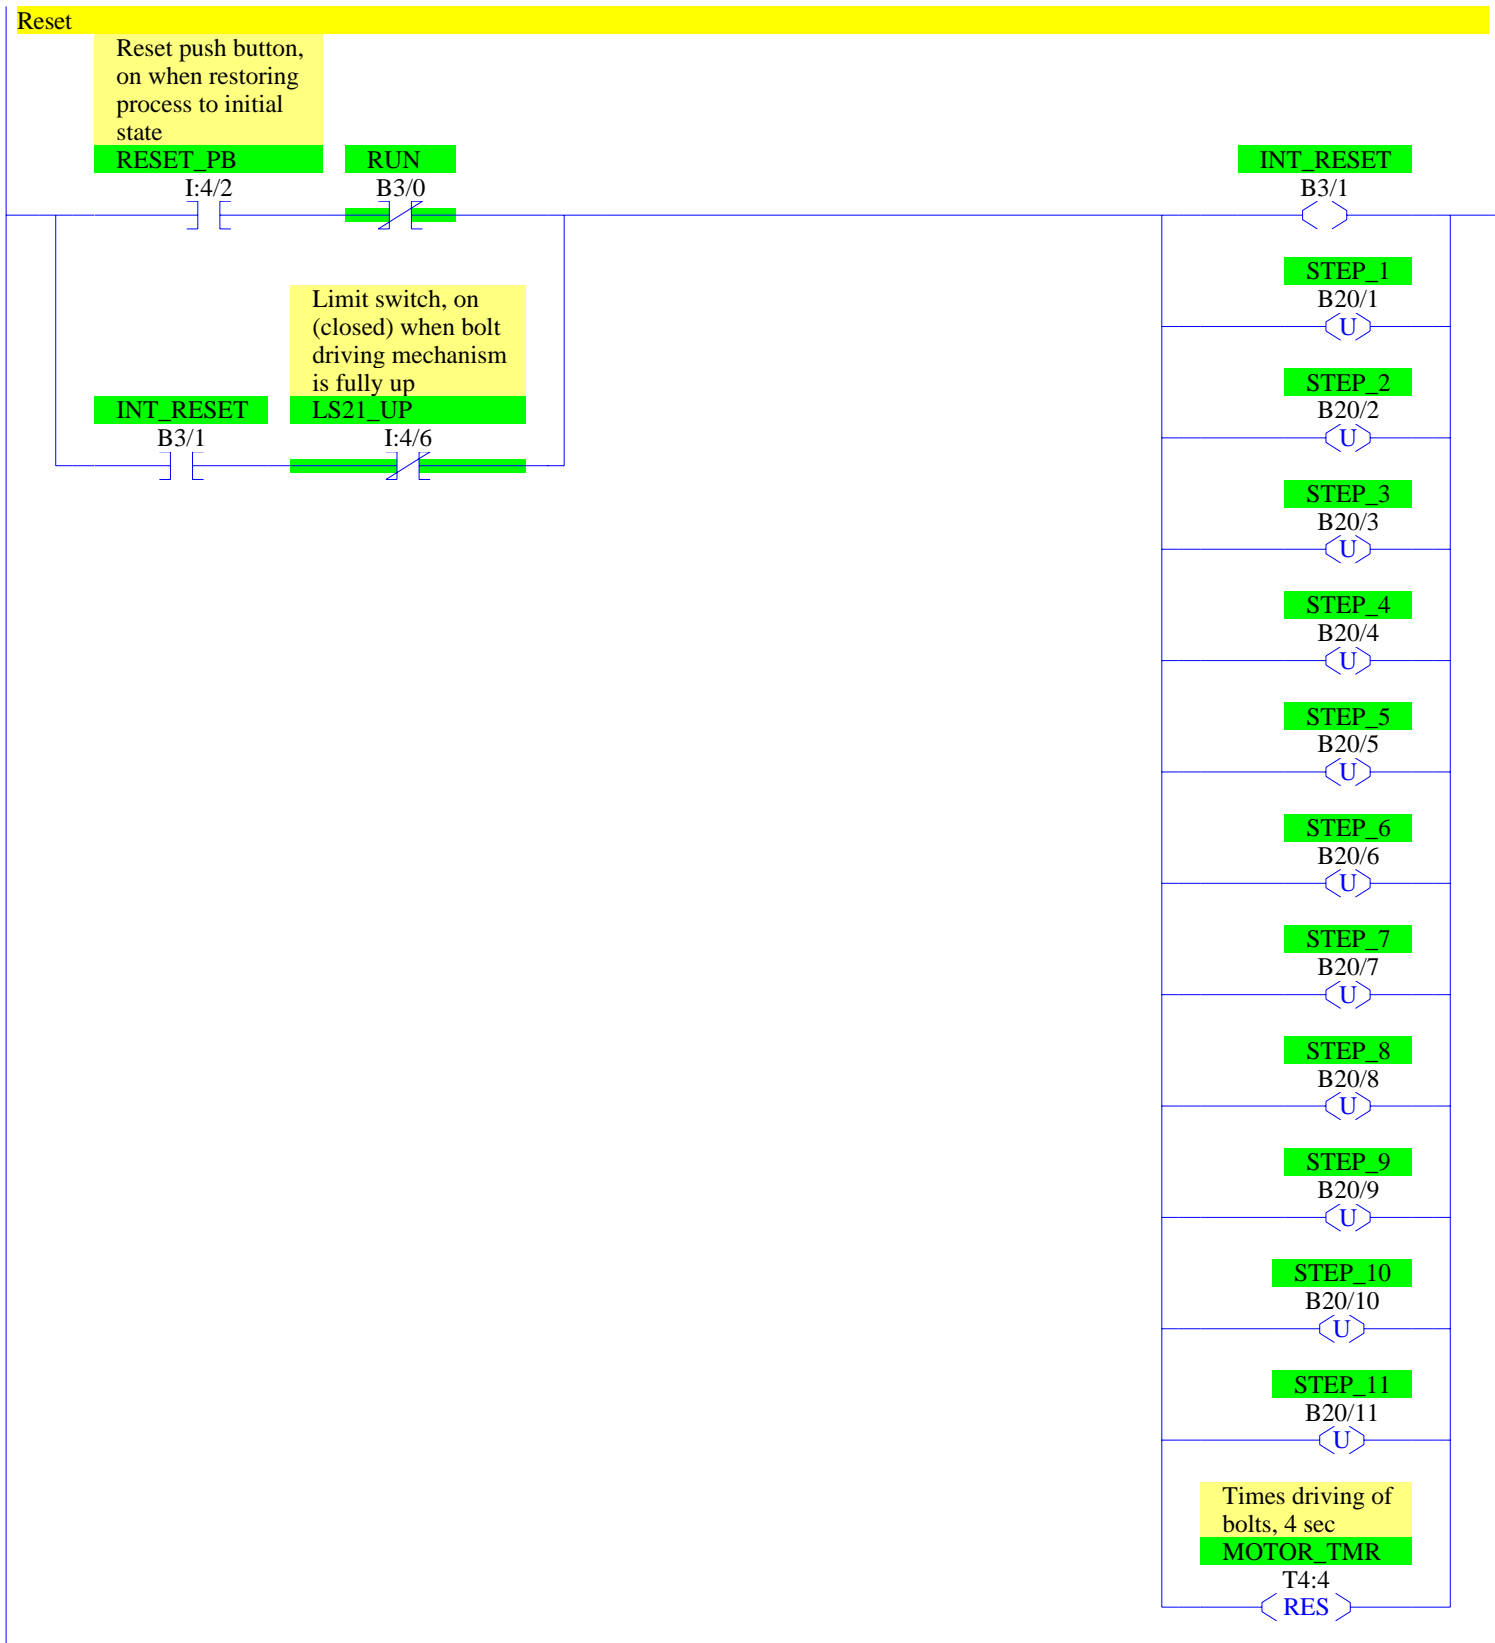 Reset
Reset push button,
on when restoring
process to initial
state
RESET_PB
I:4/2
RUN
B3/0
INT_RESET
B3/1
STEP_1
B20/1
U
Limit switch, on
(closed) when bolt
driving mechanism
is fully up
INT_RESET
B3/1
LS21_UP
I:4/6
STEP_2
B20/2
U
STEP_3
B20/3
U
STEP_4
B20/4
U
STEP_5
B20/5
U
STEP_6
B20/6
U
STEP_7
B20/7
U
STEP_8
B20/8
U
STEP_9
B20/9
U
STEP_10
B20/10
U
STEP_11
B20/11
U
Times driving of
bolts, 4 sec
MOTOR_TMR
T4:4
RES